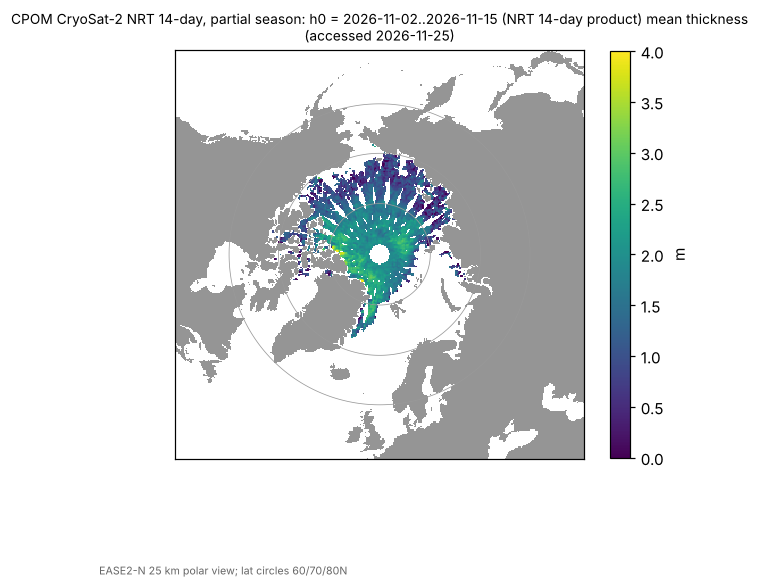 CPOM CryoSat-2 NRT 14-day, partial season: h0 = 2026-11-02..2026-11-15 (NRT 14-day product) mean thickness
(accessed 2026-11-25)
4.0
3.5
3.0
2.5
2.0
1.5
1.0
0.5
0.0
m
EASE2-N 25 km polar view; lat circles 60/70/80N